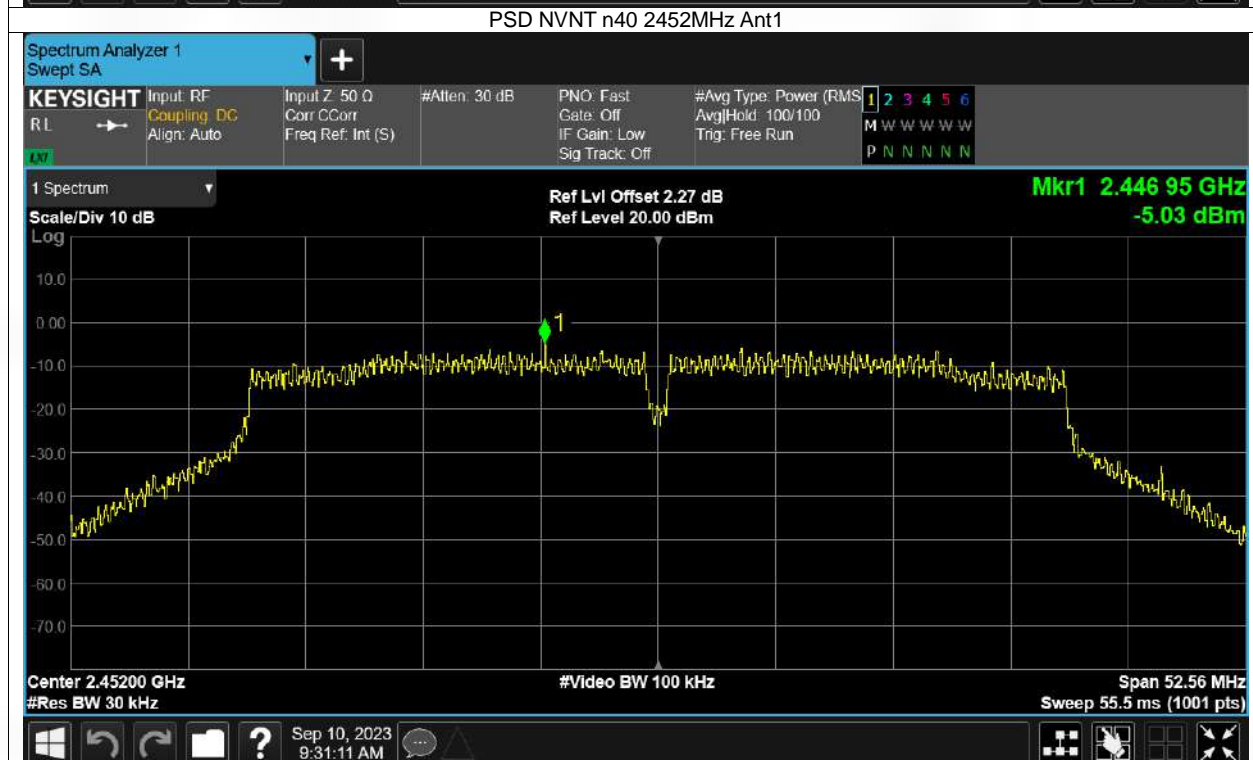 PSD NVNT n40 2452MHz Ant1
Spectrum Analyzer 1
Swept SA
+
KEYSIGHT
RL
LXI
Input: RF
Coupling: DC
Align: Auto
Input Z: 50 Ω
Corr CCorr
Freq Ref: Int (S)
#Atten: 30 dB
PNO: Fast
Gate: Off
IF Gain: Low
Sig Track: Off
#Avg Type: Power (RMS
Avg|Hold: 100/100
Trig: Free Run
1 2 3 4 5 6
M W W W W W
P N N N N N
1 Spectrum
Scale/Div 10 dB
Log
Ref Lvl Offset 2.27 dB
Ref Level 20.00 dBm
Mkr1 2.446 95 GHz
-5.03 dBm
10.0
0.00
-10.0
-20.0
-30.0
-40.0
-50.0
-60.0
-70.0
1
Center 2.45200 GHz
#Res BW 30 kHz
#Video BW 100 kHz
Span 52.56 MHz
Sweep 55.5 ms (1001 pts)
?
Sep 10, 2023
9:31:11 AM